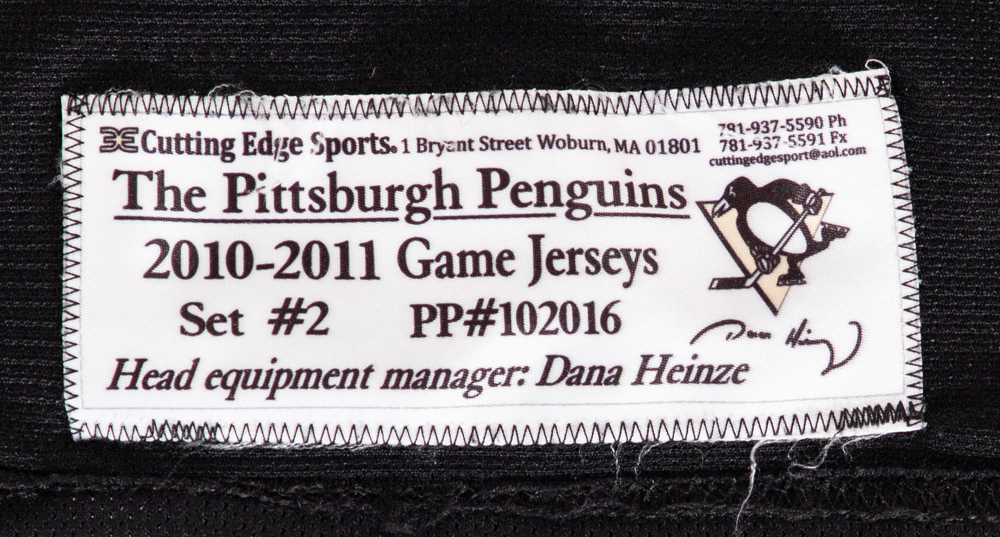 Cutting Edge Sports. 1 Bryant Street Woburn, MA 01801
781-937-5590 Ph
781-937-5591 Fx
cuttingedgesport@aol.com
The Pittsburgh Penguins
2010-2011 Game Jerseys
Set #2 PP#102016
Head equipment manager: Dana Heinze